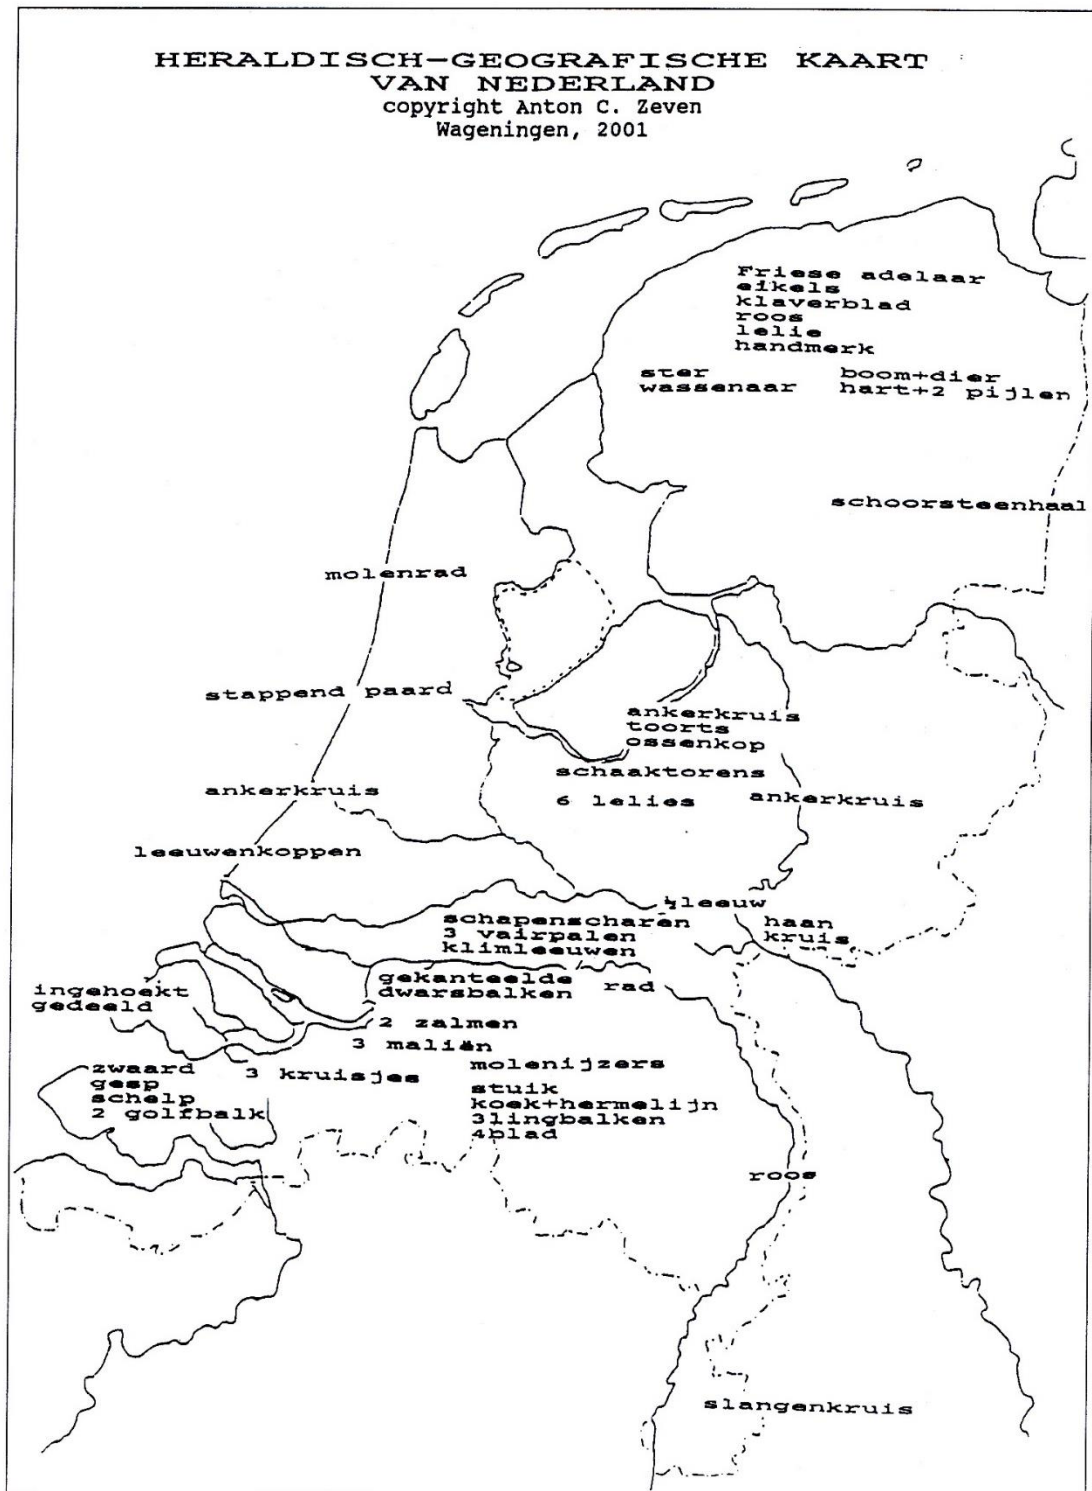 HERALDISCH-GEOGRAFISCHE KAART
VAN NEDERLAND
copyright Anton C. Zeven
Wageningen, 2001
Friese adelaar
eikels
klaverblad
roos
lelie
handmerk
ster
wassenaar
boom+dier
hart+2 pijlen
schoorsteenhaal
molenrad
stappend paard
ankerkruis
toorts
ossenkop
schaaktorens
6 lelies
ankerkruis
ankerkruis
leeuwenkoppen
½leeuw
schapenscharen
3 vairpalen
klimleeuwen
haan
kruis
gekanteelde
dwarsbalken
rad
ingehoekt
gedeeld
2 zalmen
3 maliën
molenijzers
zwaard
gesp
schelp
2 golfbalk
3 kruisjes
stuik
koek+hermelijn
3lingbalken
4blad
roos
slangenkruis